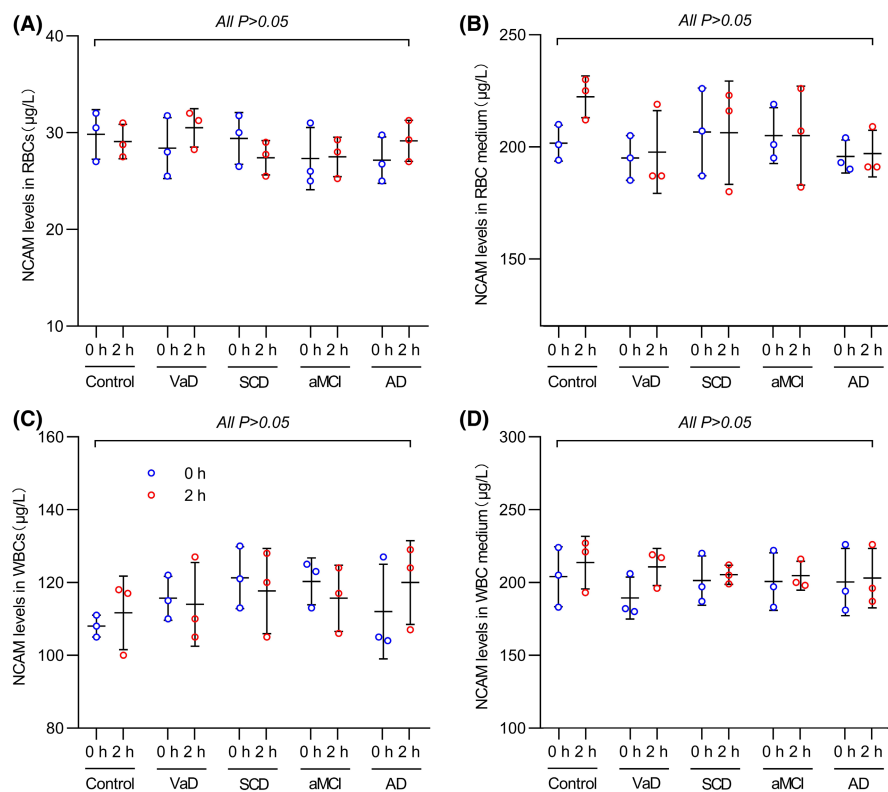 (A)
All P>0.05
NCAM levels in RBCs (μg/L)
40
30
20
10
0 h 2 h 0 h 2 h 0 h 2 h 0 h 2 h 0 h 2 h
Control VaD SCD aMCI AD
(B)
All P>0.05
NCAM levels in RBC medium (μg/L)
250
200
150
0 h 2 h 0 h 2 h 0 h 2 h 0 h 2 h 0 h 2 h
Control VaD SCD aMCI AD
(C)
All P>0.05
NCAM levels in WBCs (μg/L)
160
140
120
100
80
0 h
2 h
0 h 2 h 0 h 2 h 0 h 2 h 0 h 2 h 0 h 2 h
Control VaD SCD aMCI AD
(D)
All P>0.05
NCAM levels in WBC medium (μg/L)
300
250
200
150
100
0 h 2 h 0 h 2 h 0 h 2 h 0 h 2 h 0 h 2 h
Control VaD SCD aMCI AD